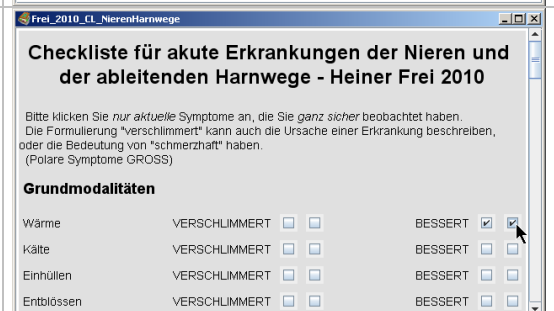 Frei_2010_CL_NierenHarnwege
Checkliste für akute Erkrankungen der Nieren und
der ableitenden Harnwege - Heiner Frei 2010
Bitte klicken Sie nur aktuelle Symptome an, die Sie ganz sicher beobachtet haben.
Die Formulierung "verschlimmert" kann auch die Ursache einer Erkrankung beschreiben,
oder die Bedeutung von "schmerzhaft" haben.
(Polare Symptome GROSS)
Grundmodalitäten
Wärme VERSCHLIMMERT BESSERT
Kälte VERSCHLIMMERT BESSERT
Einhüllen VERSCHLIMMERT BESSERT
Entblössen VERSCHLIMMERT BESSERT